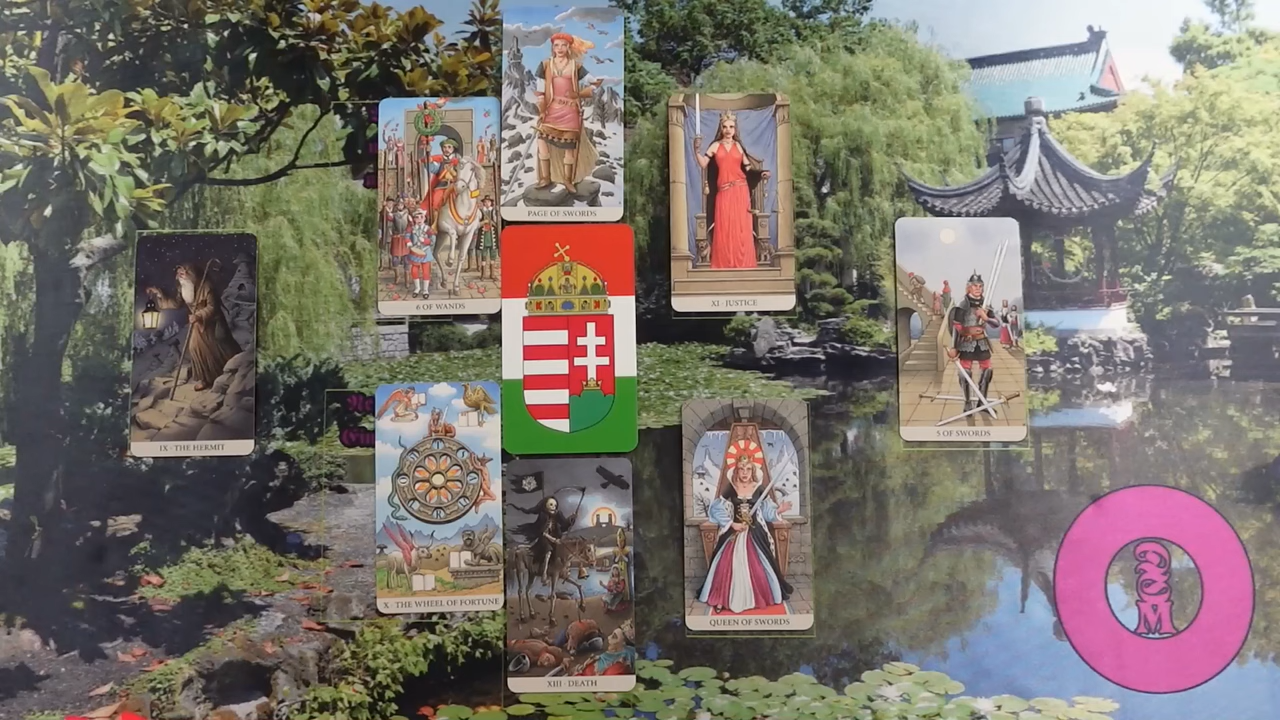 PAGE OF SWORDS
6 OF WANDS
XI · JUSTICE
IX · THE HERMIT
5 OF SWORDS
X · THE WHEEL OF FORTUNE
QUEEN OF SWORDS
XIII · DEATH